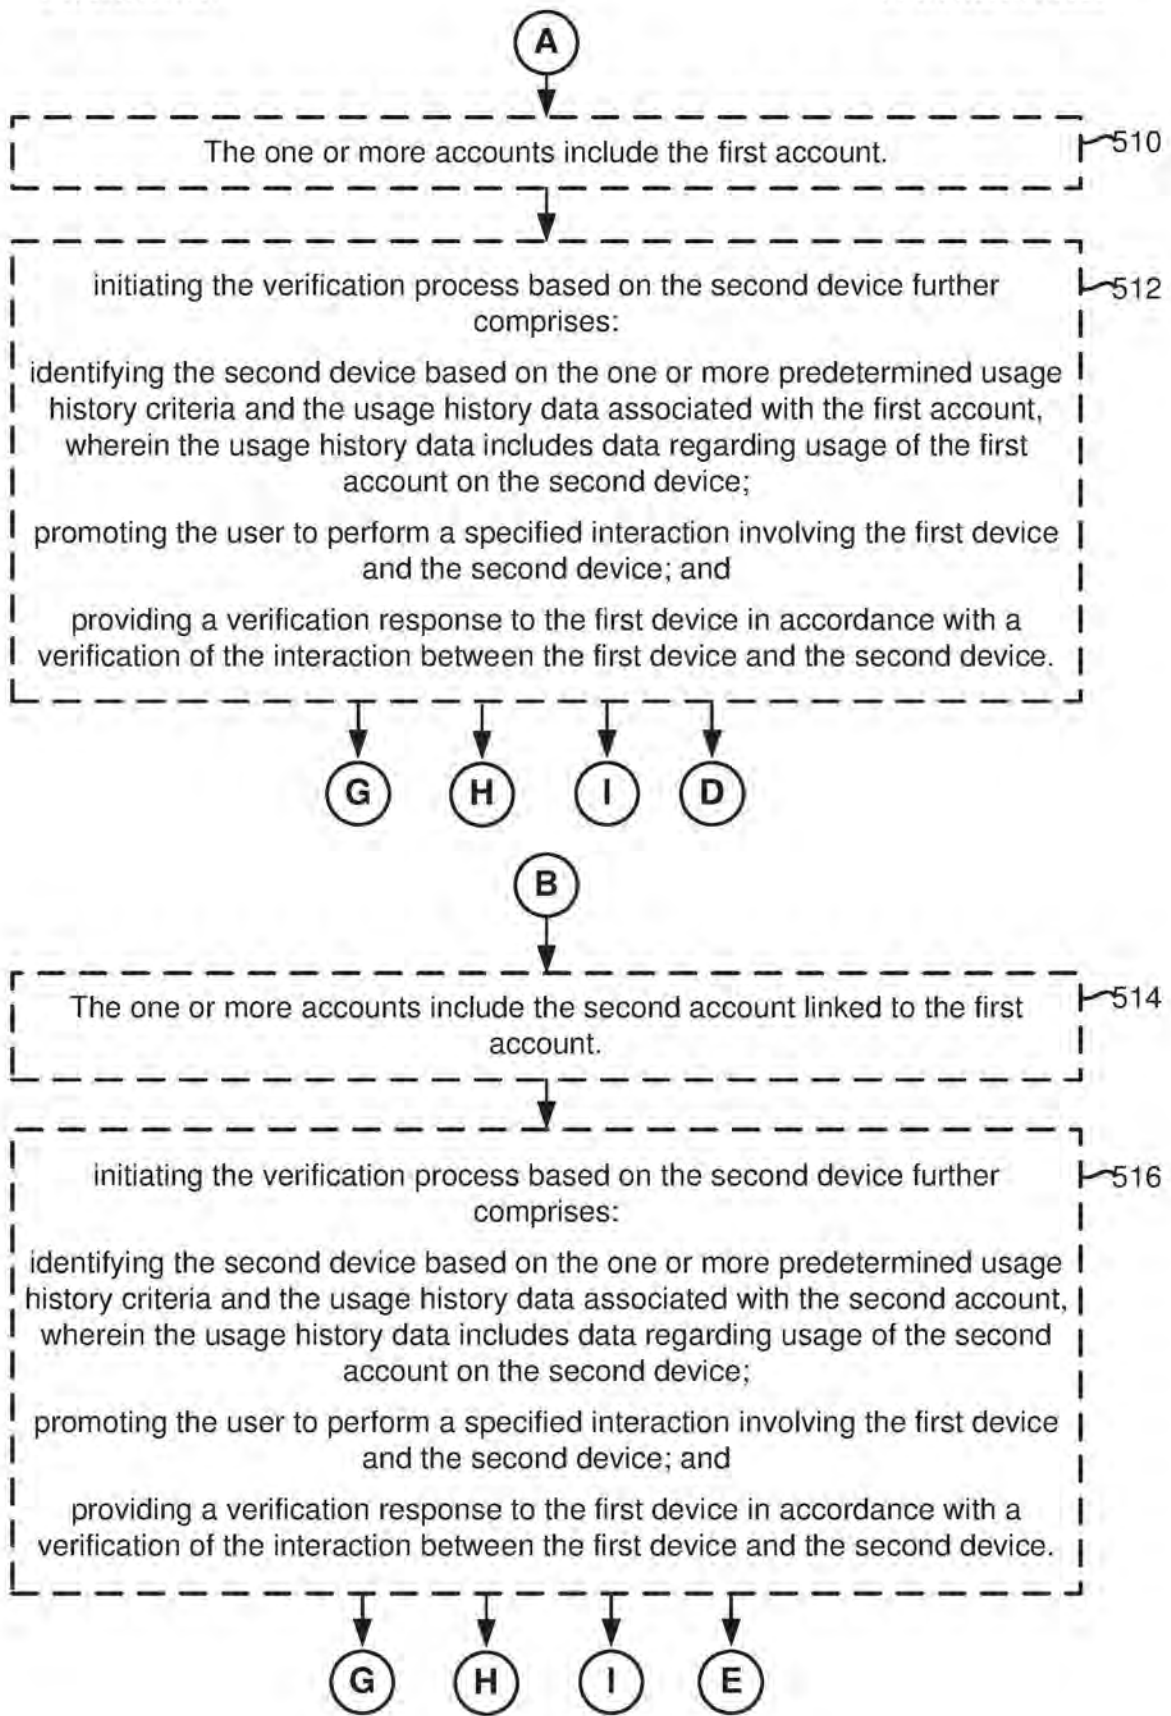 A
The one or more accounts include the first account.
510
initiating the verification process based on the second device further
comprises:
512
identifying the second device based on the one or more predetermined usage
history criteria and the usage history data associated with the first account,
wherein the usage history data includes data regarding usage of the first
account on the second device;
promoting the user to perform a specified interaction involving the first device
and the second device; and
providing a verification response to the first device in accordance with a
verification of the interaction between the first device and the second device.
G H I D
B
The one or more accounts include the second account linked to the first
account.
514
initiating the verification process based on the second device further
comprises:
516
identifying the second device based on the one or more predetermined usage
history criteria and the usage history data associated with the second account,
wherein the usage history data includes data regarding usage of the second
account on the second device;
promoting the user to perform a specified interaction involving the first device
and the second device; and
providing a verification response to the first device in accordance with a
verification of the interaction between the first device and the second device.
G H I E